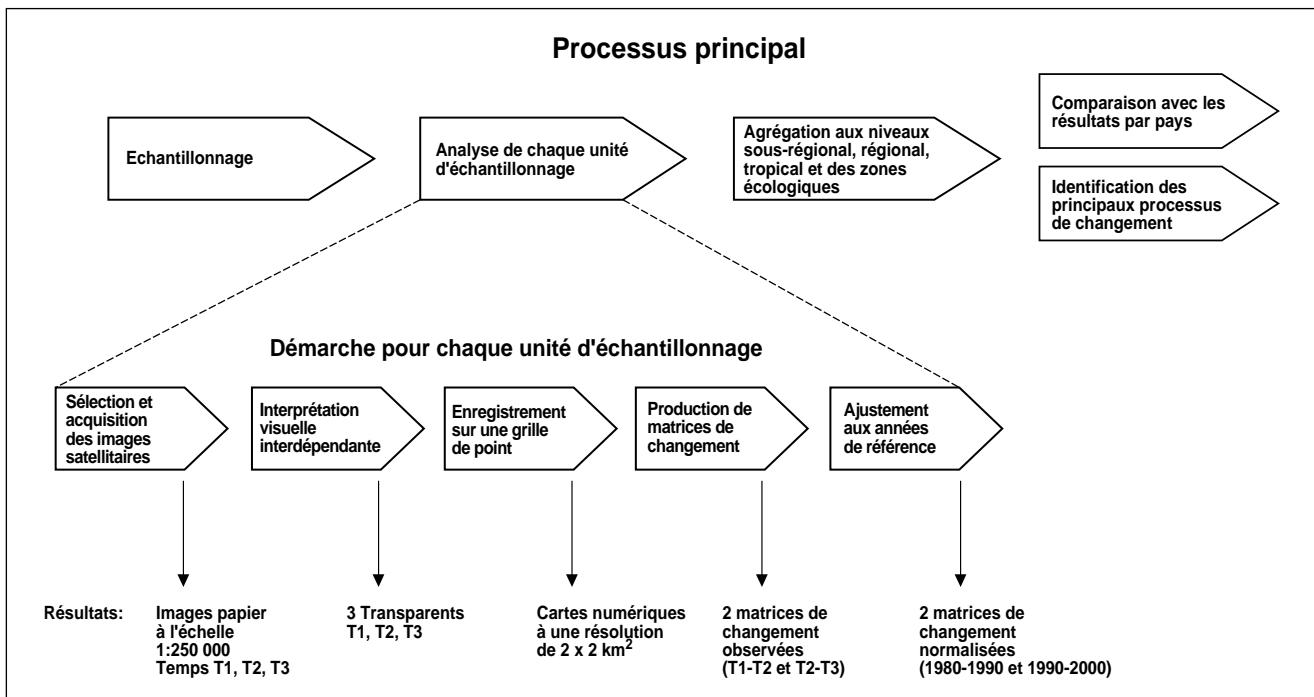 Processus principal
Echantillonnage
Analyse de chaque unité
d'échantillonnage
Agrégation aux niveaux
sous-régional, régional,
tropical et des zones
écologiques
Comparaison avec les
résultats par pays
Identification des
principaux processus
de changement
Démarche pour chaque unité d'échantillonnage
Sélection et
acquisition
des images
satellitaires
Interprétation
visuelle
interdépendante
Enregistrement
sur une grille
de point
Production de
matrices de
changement
Ajustement
aux années
de référence
Résultats:
Images papier
à l'échelle
1:250 000
Temps T1, T2, T3
3 Transparents
T1, T2, T3
Cartes numériques
à une résolution
de 2 x 2 km²
2 matrices de
changement
observées
(T1-T2 et T2-T3)
2 matrices de
changement
normalisées
(1980-1990 et 1990-2000)